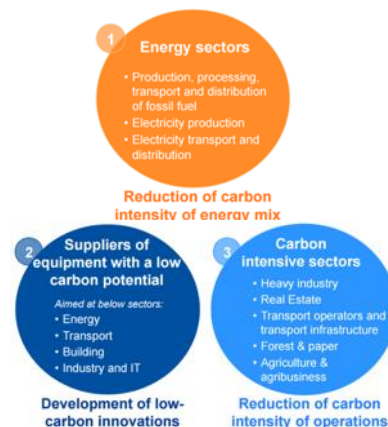 1
Energy sectors
• Production, processing,
transport and distribution
of fossil fuel
• Electricity production
• Electricity transport and
distribution
Reduction of carbon
intensity of energy mix
2
Suppliers of
equipment with a low
carbon potential
Aimed at below sectors:
• Energy
• Transport
• Building
• Industry and IT
Development of low-
carbon innovations
3
Carbon
intensive sectors
• Heavy industry
• Real Estate
• Transport operators and
transport infrastructure
• Forest & paper
• Agriculture &
agribusiness
Reduction of carbon
intensity of operations